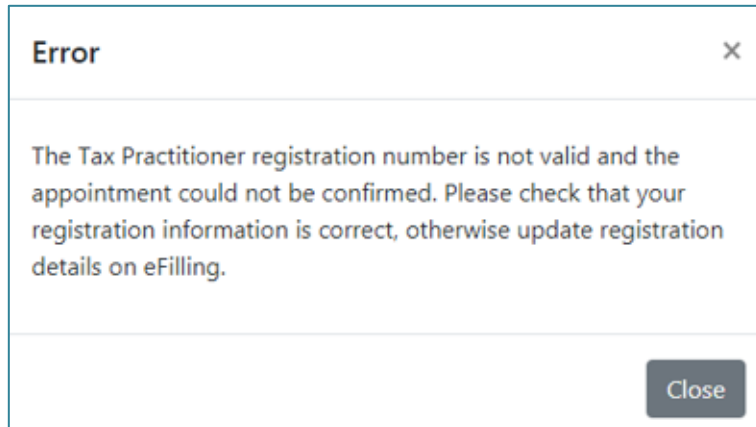 Error
×
The Tax Practitioner registration number is not valid and the
appointment could not be confirmed. Please check that your
registration information is correct, otherwise update registration
details on eFilling.
Close